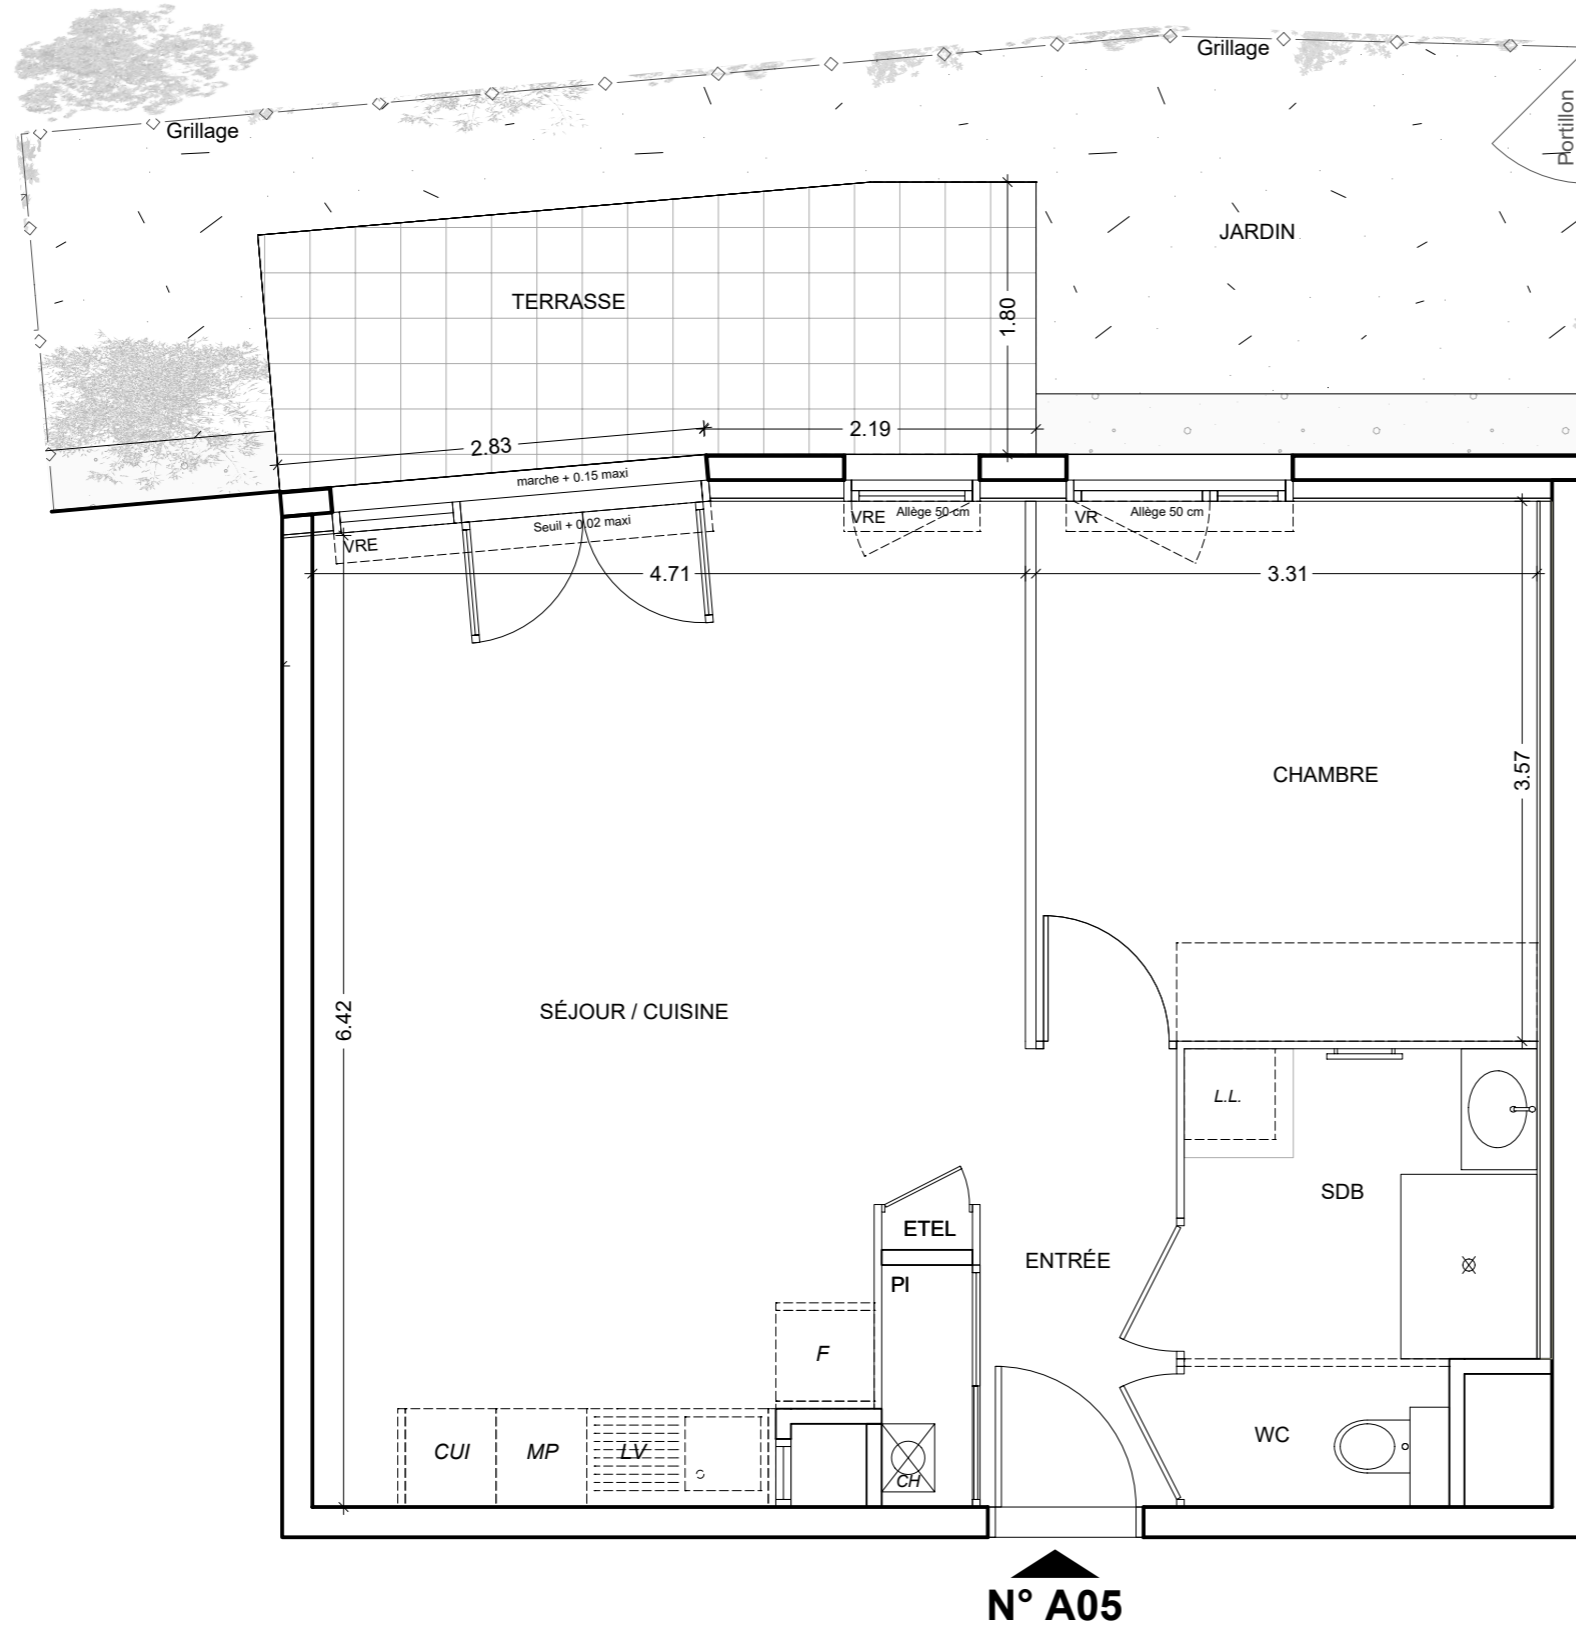 Grillage
Grillage
Portillon
JARDIN
TERRASSE
1.80
2.83
2.19
marche + 0.15 maxi
Seuil + 0.02 maxi
VRE
VRE
Allège 50 cm
VR
Allège 50 cm
4.71
3.31
CHAMBRE
3.57
SÉJOUR / CUISINE
6.42
L.L.
SDB
ETEL
ENTRÉE
PI
F
CUI
MP
LV
CH
WC
N° A05